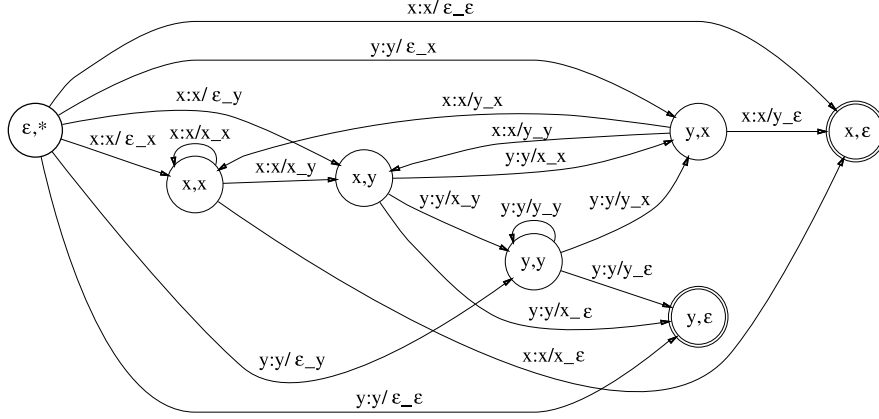 x:x/ ε_ε
y:y/ ε_x
x:x/ ε_y
x:x/y_x
ε,*
x:x/ ε_x
x:x/x_x
x:x/y_y
y,x
x:x/y_ε
x,ε
x:x/x_y
y:y/x_x
x,x
x,y
y:y/x_y
y:y/y_y
y:y/y_x
y,y
y:y/y_ε
y:y/x_ε
y,ε
y:y/ ε_y
x:x/x_ε
y:y/ ε_ε